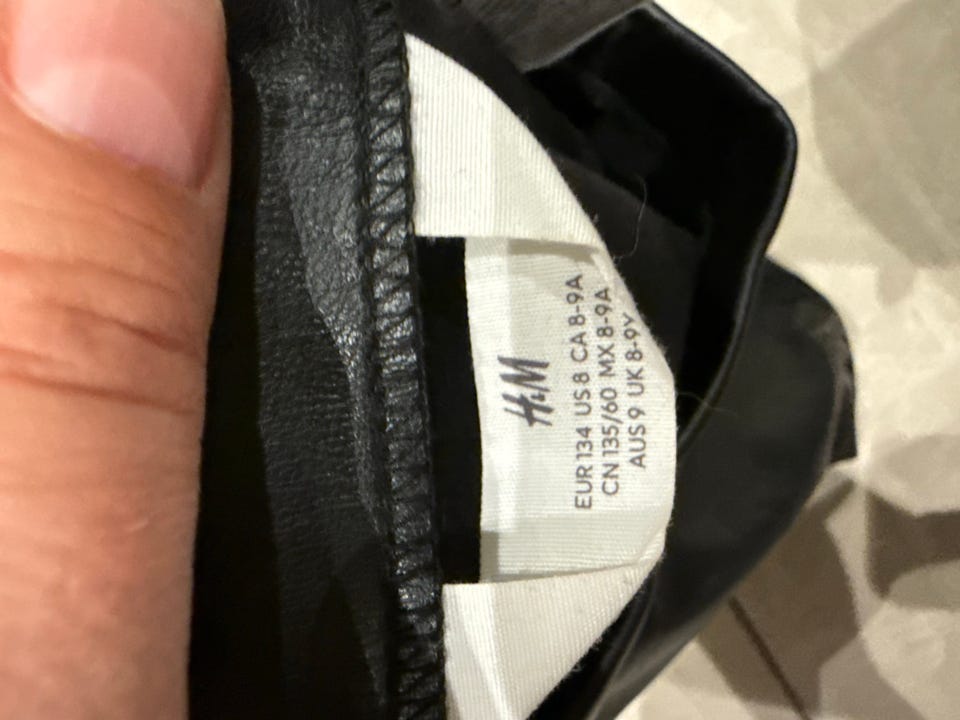 H&M
EUR 134 US 8 CA 8-9A
CN 135/60 MX 8-9A
AUS 9 UK 8-9Y